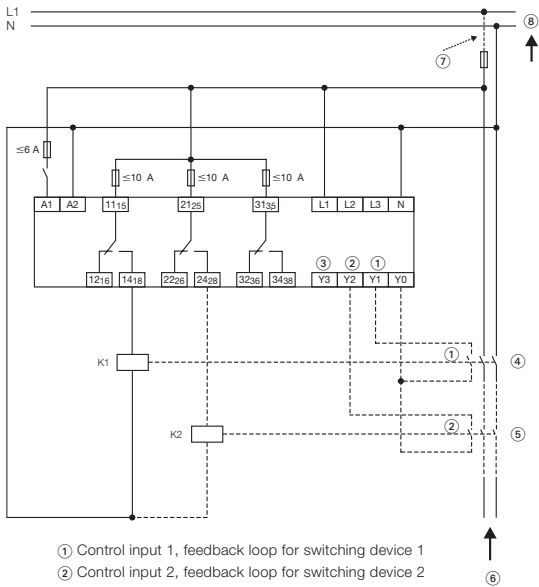 L1
N
⑧
⑦
≤6 A
≤10 A ≤10 A ≤10 A
A1 A2 1115 2125 3135 L1 L2 L3 N
③ ② ①
1216 1418 2226 2428 3236 3438 Y3 Y2 Y1 Y0
K1 ① ④
K2 ② ⑤
① Control input 1, feedback loop for switching device 1
② Control input 2, feedback loop for switching device 2
⑥